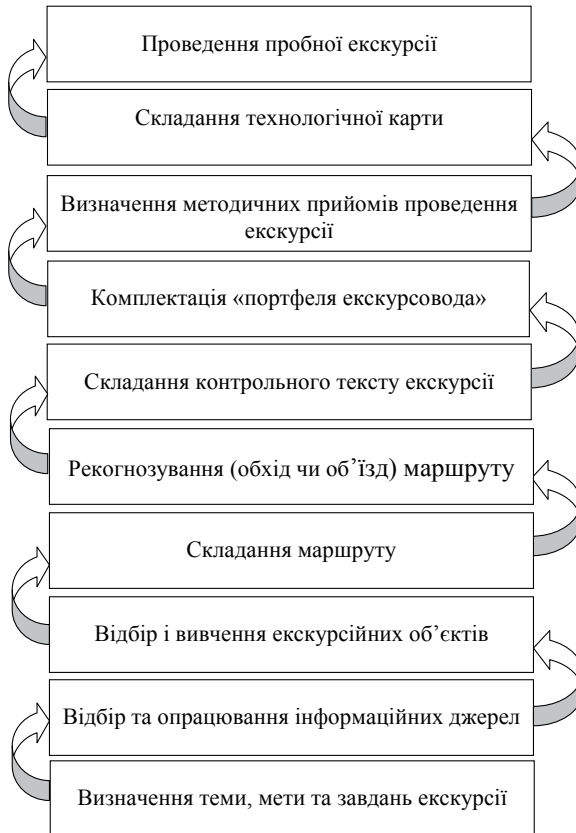 Проведення пробної екскурсії
Складання технологічної карти
Визначення методичних прийомів проведення
екскурсії
Комплектація «портфеля екскурсовода»
Складання контрольного тексту екскурсії
Рекогнозування (обхід чи об’їзд) маршруту
Складання маршруту
Відбір і вивчення екскурсійних об’єктів
Відбір та опрацювання інформаційних джерел
Визначення теми, мети та завдань екскурсії